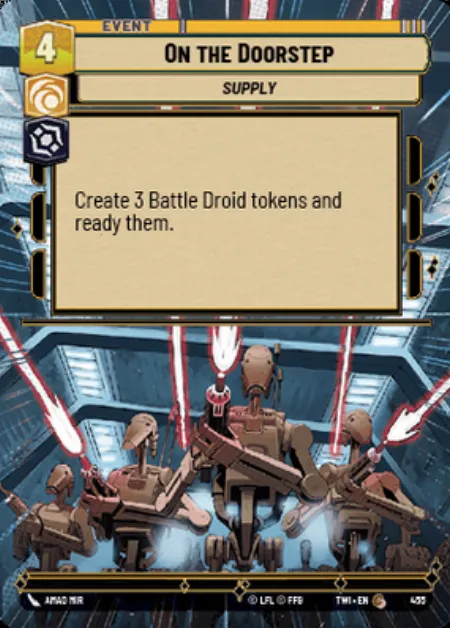 EVENT
4
ON THE DOORSTEP
SUPPLY
Create 3 Battle Droid tokens and
ready them.
AMAD MIR
© LFL © FFG
TWI • EN